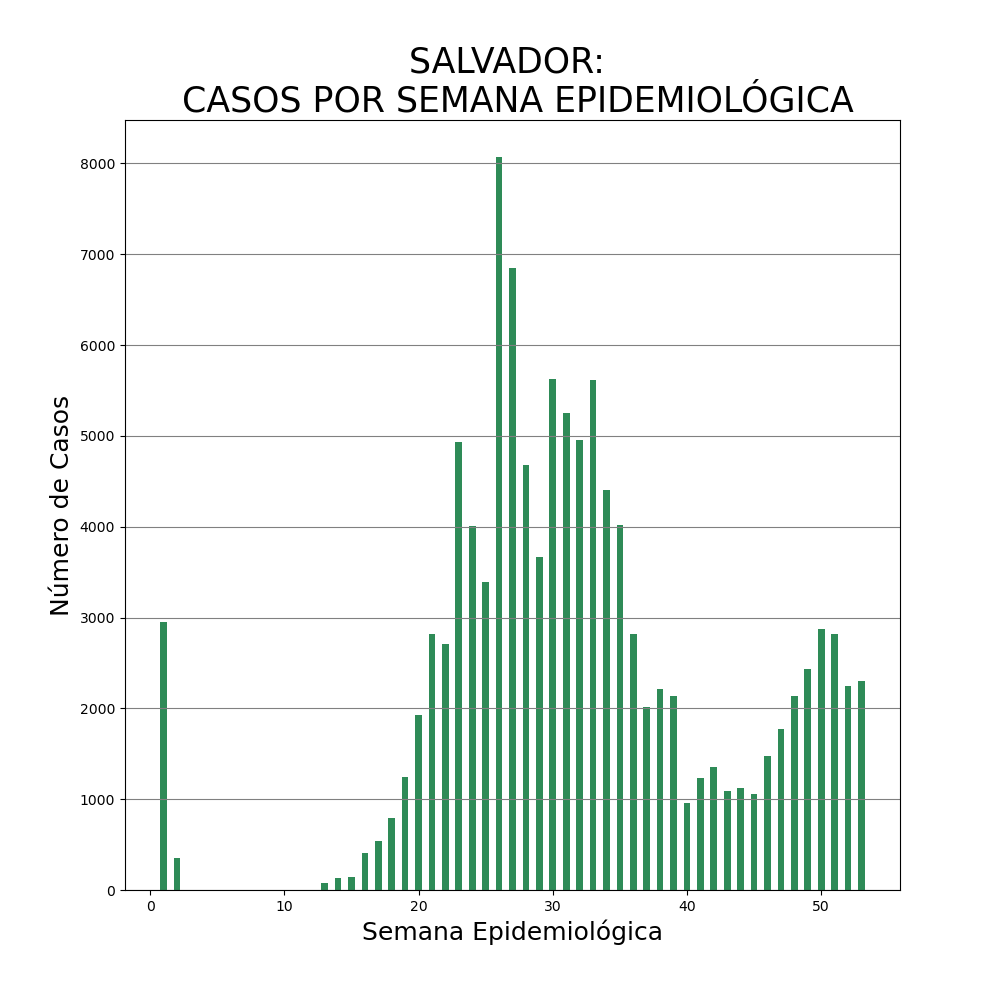 SALVADOR:
CASOS POR SEMANA EPIDEMIOLÓGICA
8000
7000
6000
5000
4000
3000
2000
1000
0
Número de Casos
0 10 20 30 40 50
Semana Epidemiológica